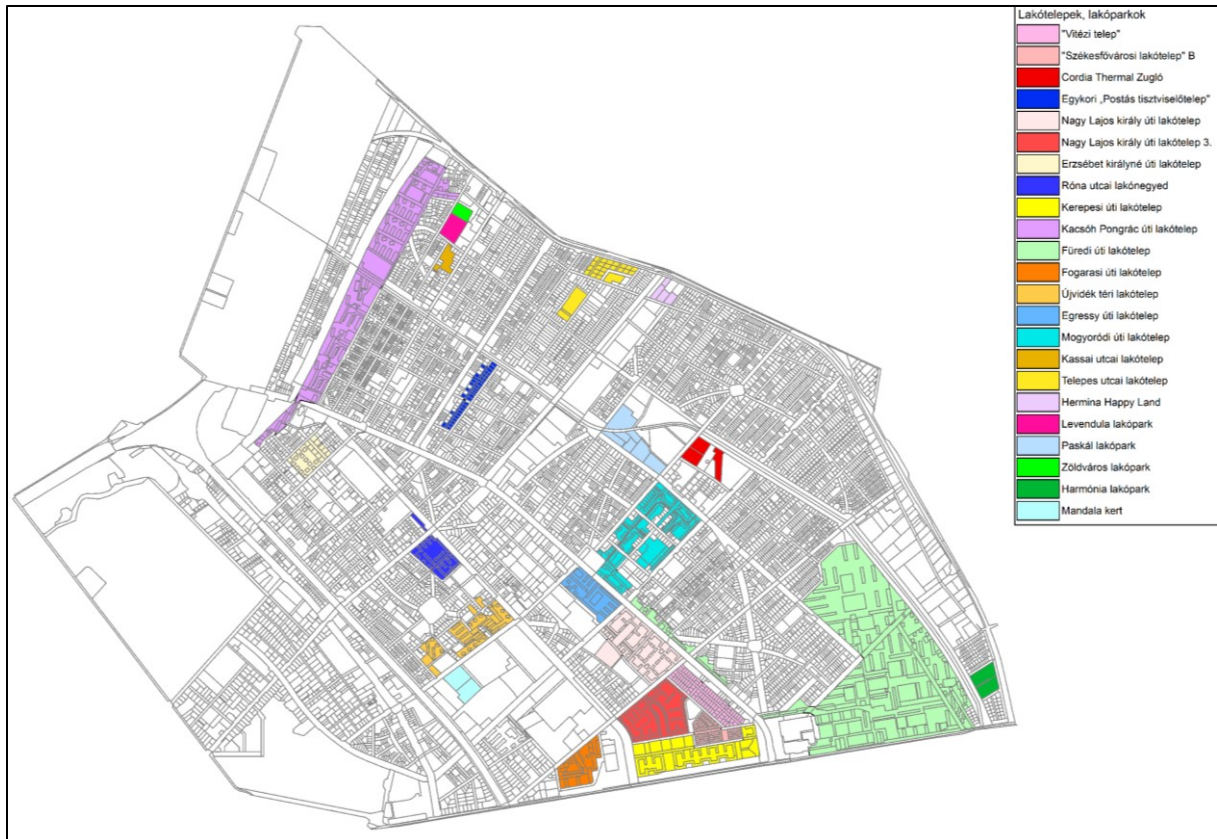 Lakótelepek, lakóparkok
"Vitézi telep"
"Székesfővárosi lakótelep" B
Cordia Thermal Zugló
Egykori „Postás tisztviselőtelep"
Nagy Lajos király úti lakótelep
Nagy Lajos király úti lakótelep 3.
Erzsébet királyné úti lakótelep
Róna utcai lakónegyed
Kerepesi úti lakótelep
Kacsóh Pongrác úti lakótelep
Füredi úti lakótelep
Fogarasi úti lakótelep
Újvidék téri lakótelep
Egressy úti lakótelep
Mogyoródi úti lakótelep
Kassai utcai lakótelep
Telepes utcai lakótelep
Hermina Happy Land
Levendula lakópark
Paskál lakópark
Zöldváros lakópark
Harmónia lakópark
Mandala kert